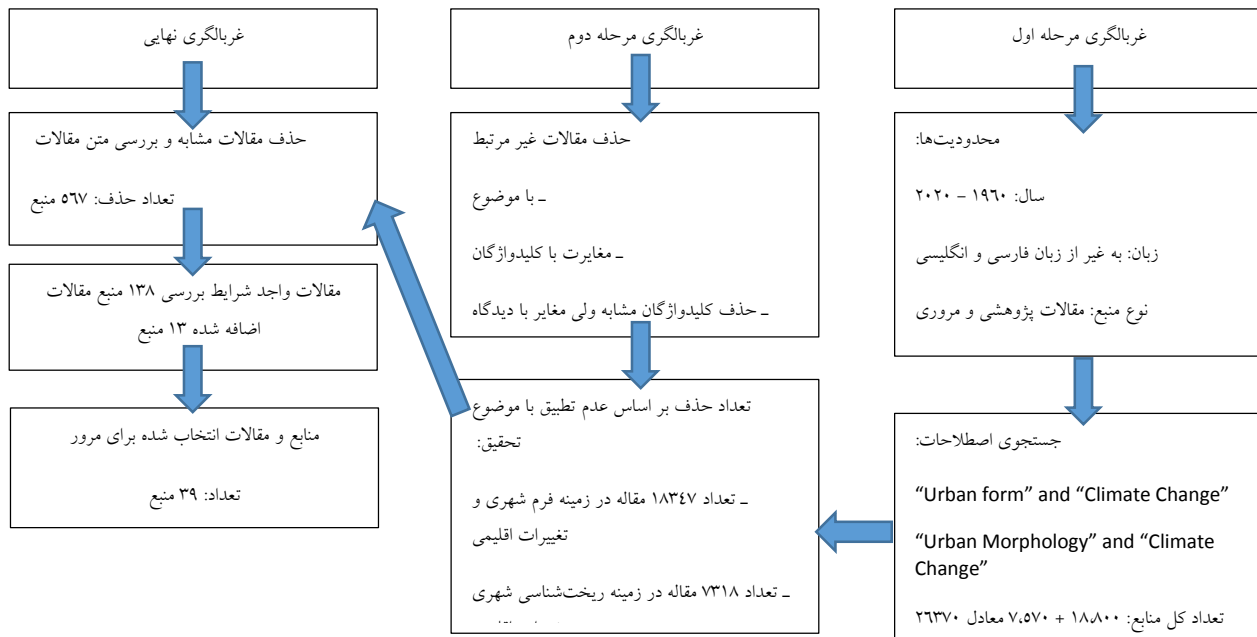 غربالگری مرحله اول
محدودیت‌ها:
سال: ۱۹٦۰ – ۲۰۲۰
زبان: به غیر از زبان فارسی و انگلیسی
نوع منبع: مقالات پژوهشی و مروری
جستجوی اصطلاحات:
“Urban form” and “Climate Change”
“Urban Morphology” and “Climate
Change”
تعداد کل منابع: ۱۸،۸۰۰ + ۷،۵۷۰ معادل ۲٦۳۷۰
غربالگری مرحله دوم
حذف مقالات غیر مرتبط
ـ با موضوع
ـ مغایرت با کلیدواژگان
ـ حذف کلیدواژگان مشابه ولی مغایر با دیدگاه
تعداد حذف بر اساس عدم تطبیق با موضوع
تحقیق:
ـ تعداد ۱۸۳٤۷ مقاله در زمینه فرم شهری و
تغییرات اقلیمی
ـ تعداد ۷۳۱۸ مقاله در زمینه ریخت‌شناسی شهری
غربالگری نهایی
حذف مقالات مشابه و بررسی متن مقالات
تعداد حذف: ٥٦۷ منبع
مقالات واجد شرایط بررسی ۱۳۸ منبع مقالات
اضافه شده ۱۳ منبع
منابع و مقالات انتخاب شده برای مرور
تعداد: ۳۹ منبع